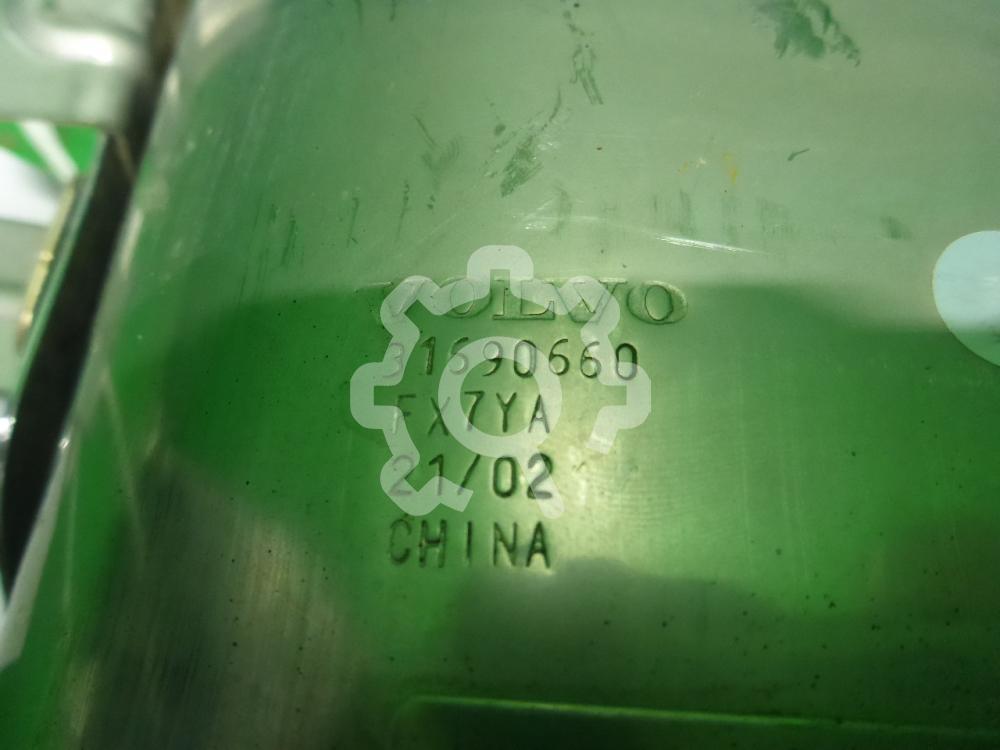 VOLVO
31690660
FX7YA
21/02
CHINA